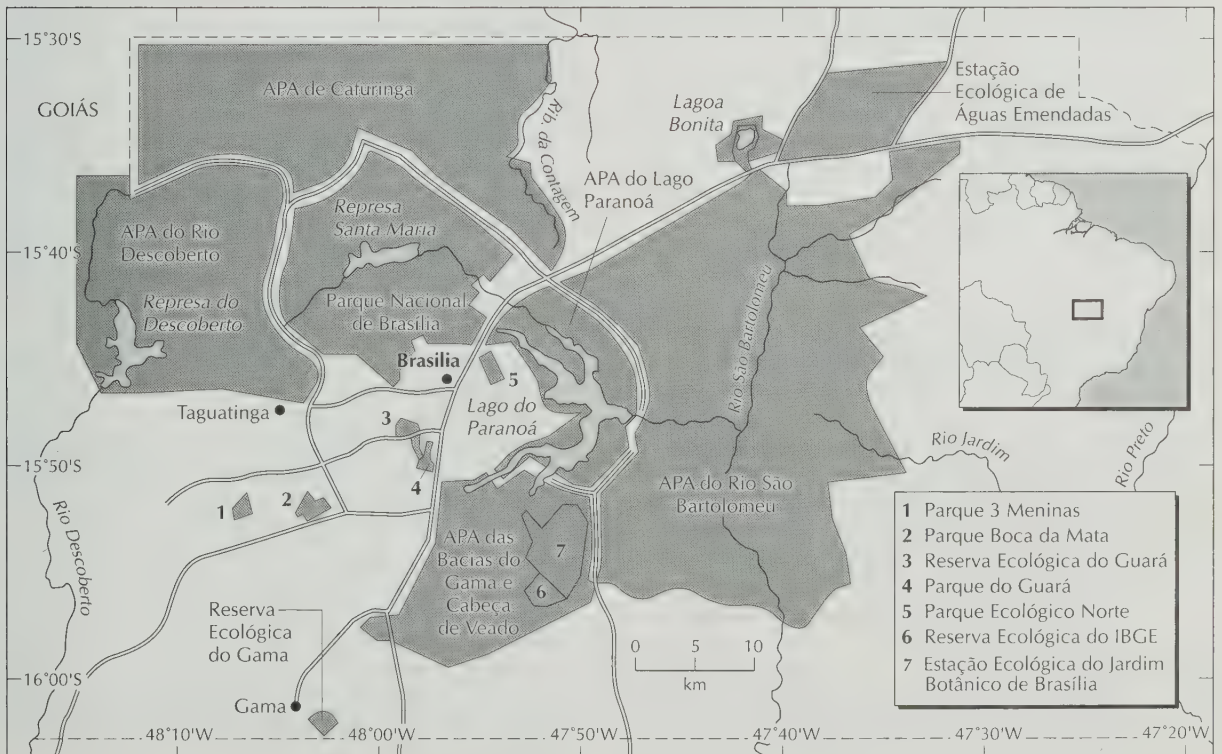 15°30'S
GOIÁS
APA de Caturinga
Lagoa
Bonita
Estação
Ecológica de
Águas Emendadas
Rib. da Contagem
APA do Lago
Paranoá
15°40'S
APA do Rio
Descoberto
Represa
Santa Maria
Represa do
Descoberto
Parque Nacional
de Brasília
Rio São Bartolomeu
Brasília
5
Taguatinga
3
Lago do
Paranoá
4
15°50'S
Rio Jardim
Rio Preto
1
2
APA do Rio São
Bartolomeu
Rio Descoberto
APA das
Bacias do
Gama e
Cabeça
de Veado
7
6
Reserva
Ecológica
do Gama
0 5 10
km
16°00'S
Gama
1 Parque 3 Meninas
2 Parque Boca da Mata
3 Reserva Ecológica do Guará
4 Parque do Guará
5 Parque Ecológico Norte
6 Reserva Ecológica do IBGE
7 Estação Ecológica do Jardim
Botânico de Brasília
48°10'W
48°00'W
47°50'W
47°40'W
47°30'W
47°20'W